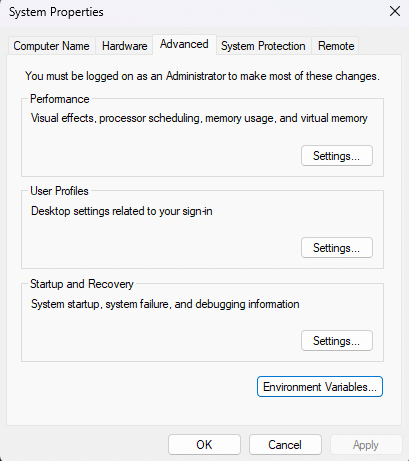 System Properties
Computer Name Hardware Advanced System Protection Remote
You must be logged on as an Administrator to make most of these changes.
Performance
Visual effects, processor scheduling, memory usage, and virtual memory
Settings...
User Profiles
Desktop settings related to your sign-in
Settings...
Startup and Recovery
System startup, system failure, and debugging information
Settings...
Environment Variables...
OK Cancel Apply